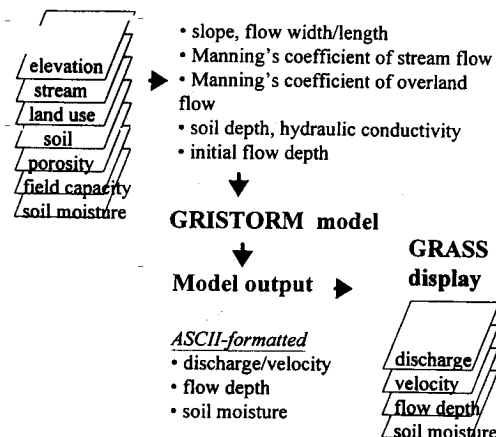 elevation
stream
land use
soil
porosity
field capacity
soil moisture
• slope, flow width/length
• Manning's coefficient of stream flow
• Manning's coefficient of overland
flow
• soil depth, hydraulic conductivity
• initial flow depth
GRISTORM model
Model output
GRASS
display
ASCII-formatted
• discharge/velocity
• flow depth
• soil moisture
discharge
velocity
flow depth
soil moisture